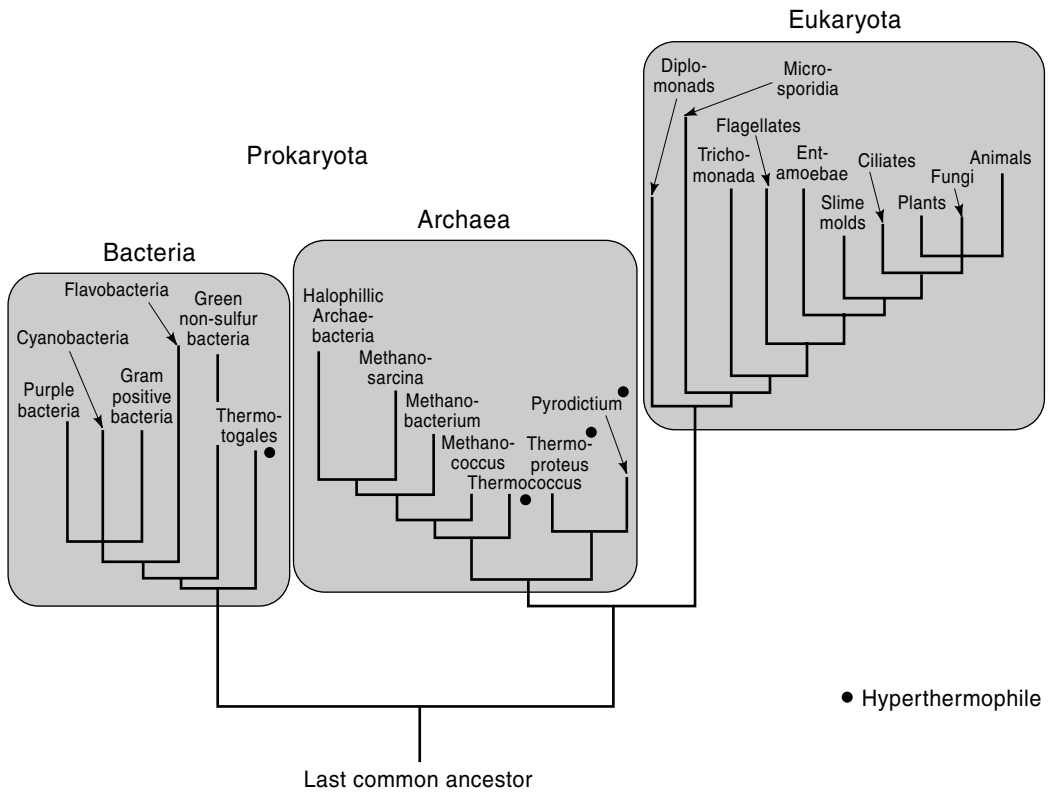 Eukaryota
Diplo-
monads
Micro-
sporidia
Flagellates
Tricho-
monada
Ent-
amoebae
Slime
molds
Ciliates
Plants
Fungi
Animals
Prokaryota
Archaea
Bacteria
Flavobacteria
Green
non-sulfur
bacteria
Cyanobacteria
Purple
bacteria
Gram
positive
bacteria
Thermo-
togales
Halophillic
Archae-
bacteria
Methano-
sarcina
Methano-
bacterium
Methano-
coccus
Thermococcus
Thermo-
proteus
Pyrodictium
Hyperthermophile
Last common ancestor